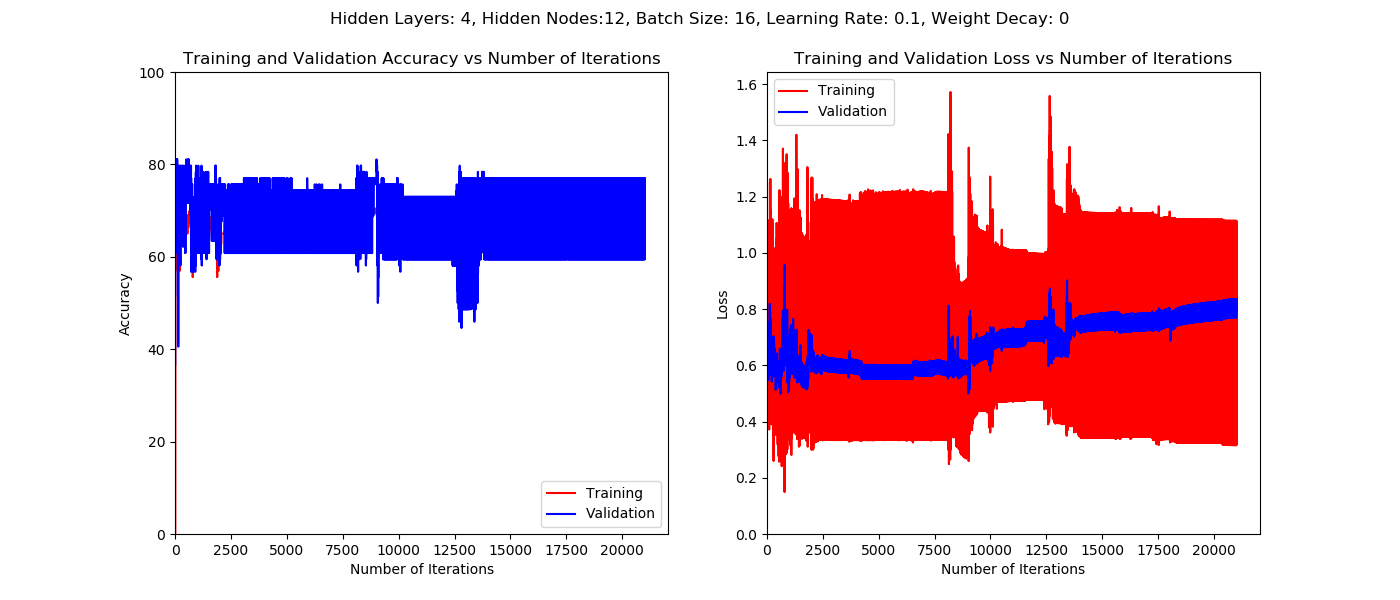 Hidden Layers: 4, Hidden Nodes:12, Batch Size: 16, Learning Rate: 0.1, Weight Decay: 0
Training and Validation Accuracy vs Number of Iterations
100
80
60
40
20
0
Accuracy
0 2500 5000 7500 10000 12500 15000 17500 20000
Number of Iterations
Training
Validation
Training and Validation Loss vs Number of Iterations
Training
Validation
1.6
1.4
1.2
1.0
0.8
0.6
0.4
0.2
0.0
Loss
0 2500 5000 7500 10000 12500 15000 17500 20000
Number of Iterations